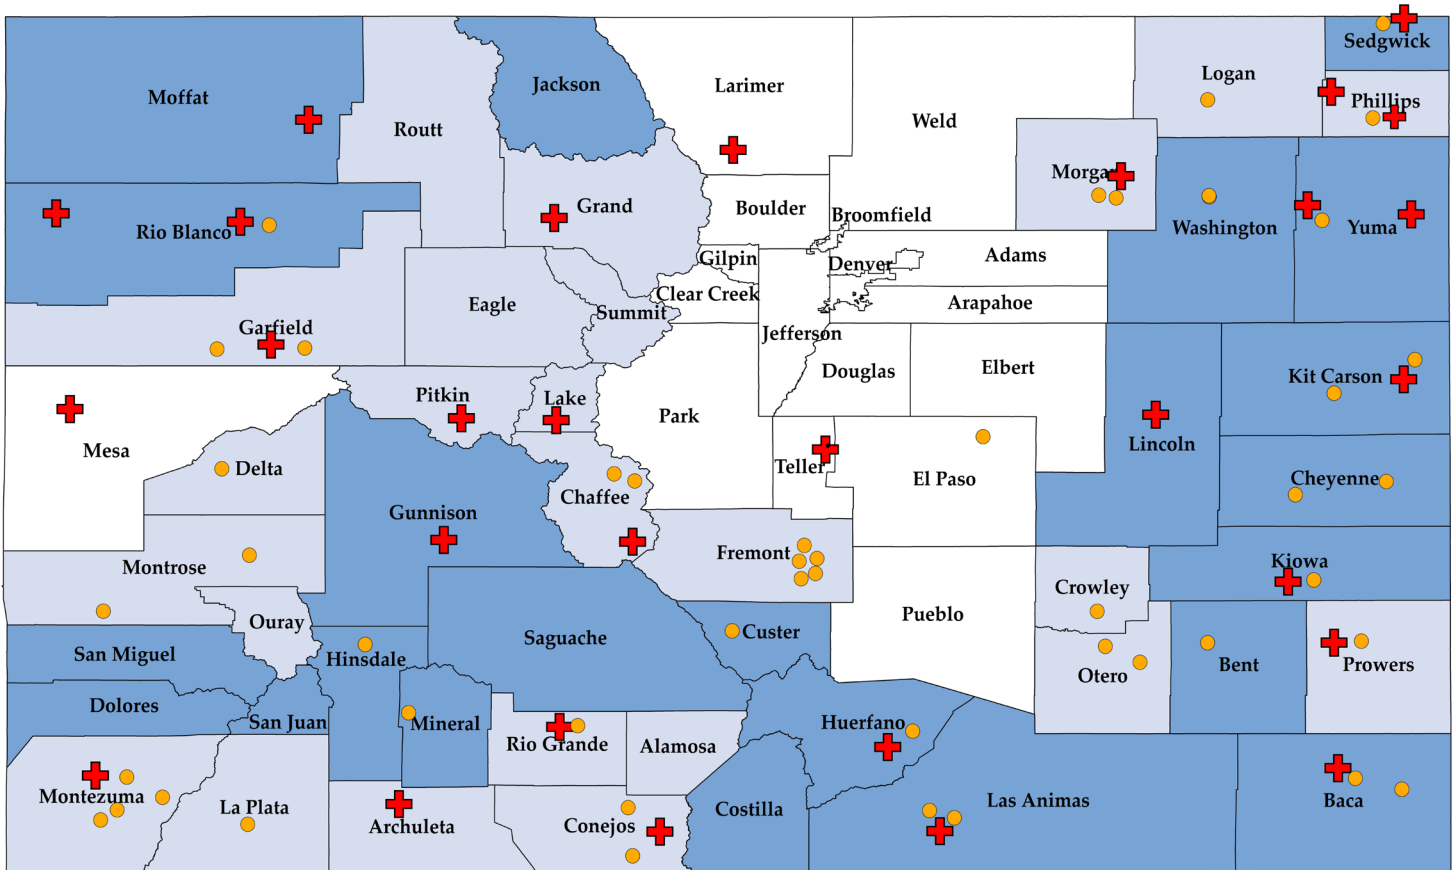 Sedgwick
Logan
Moffat
Jackson
Larimer
Phillips
Weld
Routt
Morgan
Grand
Boulder
Broomfield
Washington
Yuma
Rio Blanco
Gilpin
Denver
Adams
Clear Creek
Arapahoe
Eagle
Summit
Garfield
Jefferson
Douglas
Elbert
Kit Carson
Pitkin
Lake
Park
Lincoln
Mesa
Delta
Teller
El Paso
Cheyenne
Chaffee
Gunnison
Fremont
Kiowa
Montrose
Crowley
Ouray
Pueblo
Custer
Saguache
San Miguel
Hinsdale
Bent
Prowers
Otero
Dolores
San Juan
Mineral
Huerfano
Rio Grande
Alamosa
Montezuma
La Plata
Archuleta
Conejos
Costilla
Las Animas
Baca